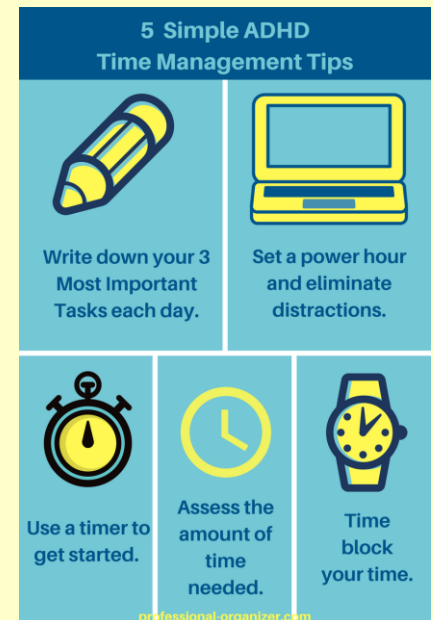 5 Simple ADHD
Time Management Tips
Write down your 3
Most Important
Tasks each day.
Set a power hour
and eliminate
distractions.
Use a timer to
get started.
Assess the
amount of
time
needed.
Time
block
your time.
professional-organizer.com